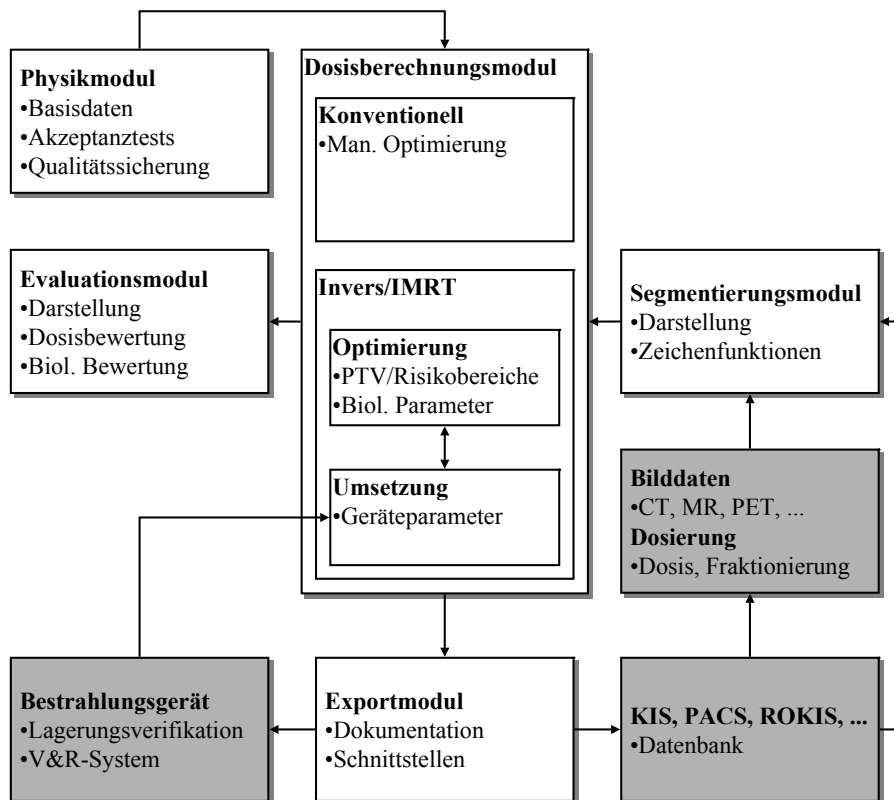 Physikmodul
•Basisdaten
•Akzeptanztests
•Qualitätssicherung
Dosisberechnungsmodul
Konventionell
•Man. Optimierung
Evaluationsmodul
•Darstellung
•Dosisbewertung
•Biol. Bewertung
Invers/IMRT
Optimierung
•PTV/Risikobereiche
•Biol. Parameter
Umsetzung
•Geräteparameter
Segmentierungsmodul
•Darstellung
•Zeichenfunktionen
Bilddaten
•CT, MR, PET, ...
Dosierung
•Dosis, Fraktionierung
Bestrahlungsgerät
•Lagerungsverifikation
•V&R-System
Exportmodul
•Dokumentation
•Schnittstellen
KIS, PACS, ROKIS, ...
•Datenbank